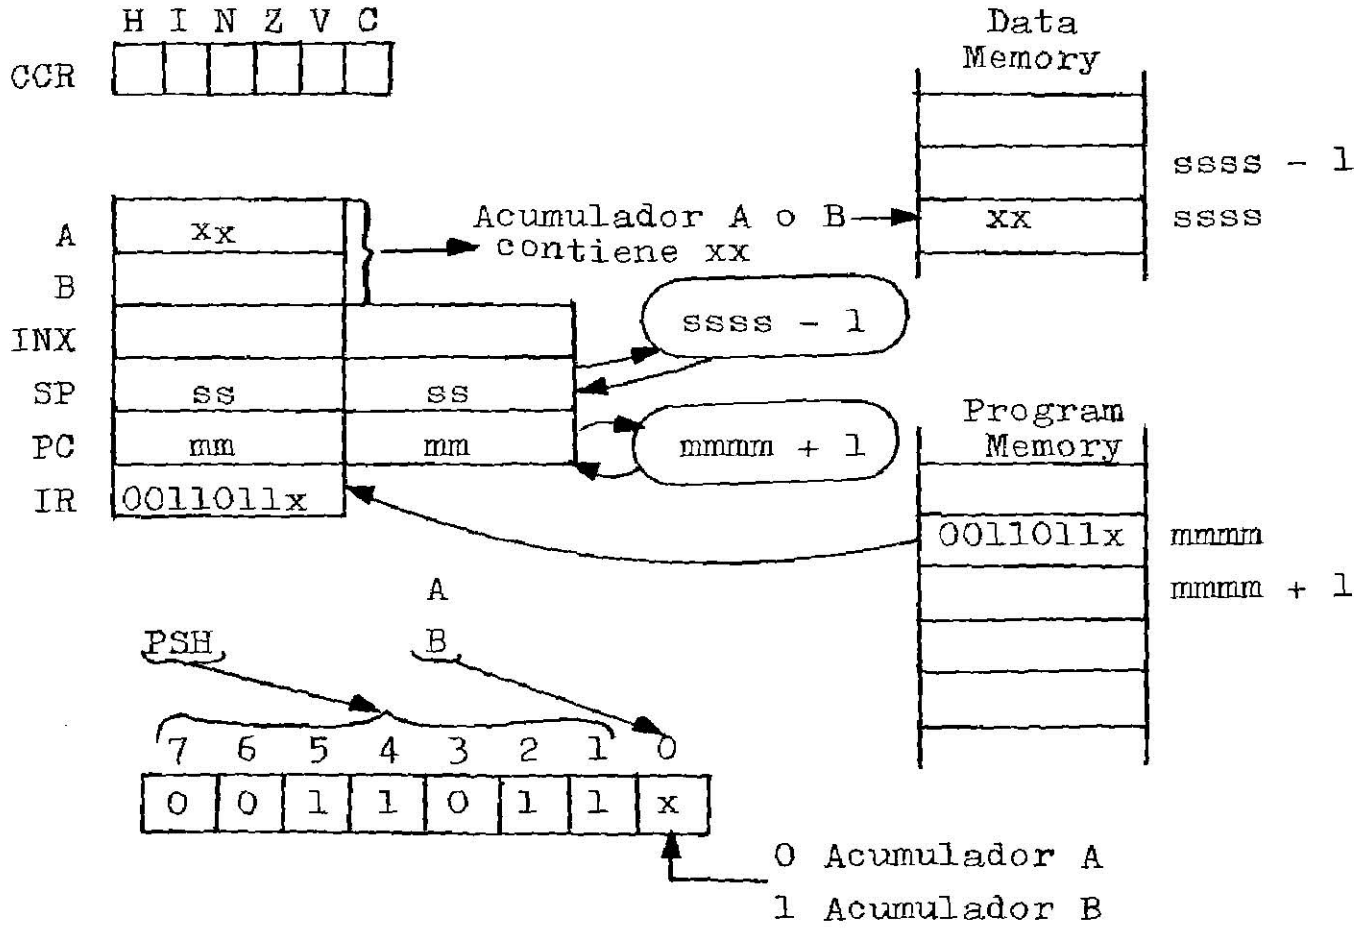 H I N Z V C
CCR
Data
Memory
ssss - 1
A xx
Acumulador A o B
contiene xx
xx ssss
B
INX
ssss - 1
SP ss ss
PC mm mm
mmmm + 1
Program
Memory
IR 0011011x
0011011x mmmm
mmmm + 1
A
PSH B
7 6 5 4 3 2 1 0
0 0 1 1 0 1 1 x
0 Acumulador A
1 Acumulador B